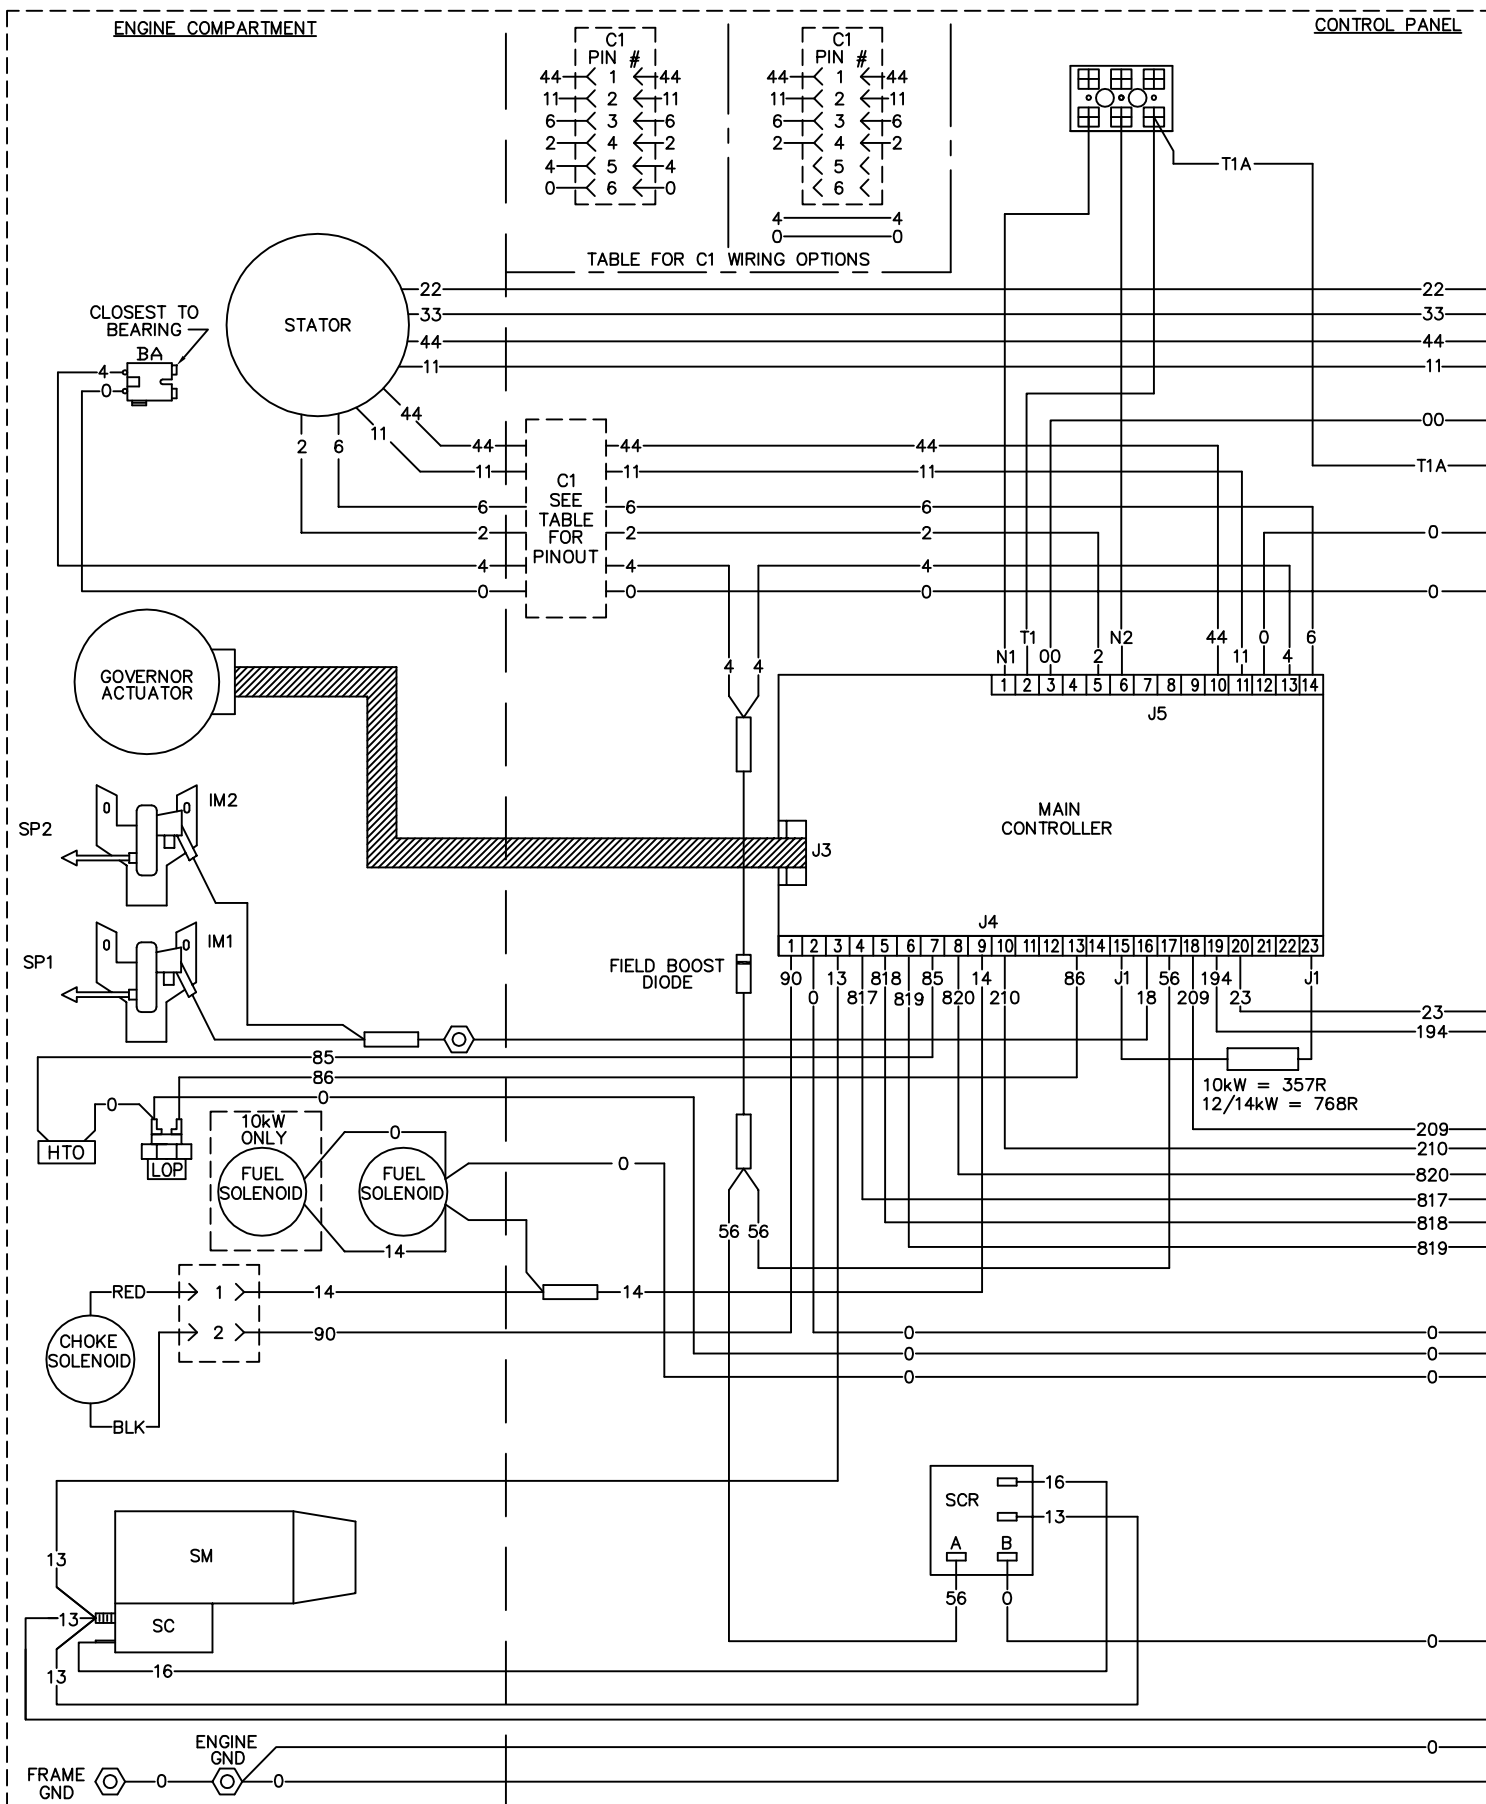 ENGINE COMPARTMENT
CONTROL PANEL
C1
PIN #
44 1 44
11 2 11
6 3 6
2 4 2
4 5 4
0 6 0
C1
PIN #
44 1 44
11 2 11
6 3 6
2 4 2
5
6
4 4
0 0
TABLE FOR C1 WIRING OPTIONS
T1A
STATOR
22 22
33 33
44 44
11 11
CLOSEST TO
BEARING
BA
4
0
44
11
2 6
00
T1A
44 44 44
11 11 11
6 6 6
2 2 2 0
4 4 4
0 0 0 0
C1
SEE
TABLE
FOR
PINOUT
GOVERNOR
ACTUATOR
4 4
N1 T1 00 2 N2 44 11 0 4 6
1 2 3 4 5 6 7 8 9 10 11 12 13 14
J5
MAIN
CONTROLLER
J3
J4
1 2 3 4 5 6 7 8 9 10 11 12 13 14 15 16 17 18 19 20 21 22 23
90 0 13 817 818 819 85 820 14 210 86 J1 18 56 209 194 23 J1
SP2
IM2
SP1
IM1
FIELD BOOST
DIODE
23
194
10kW = 357R
12/14kW = 768R
85
86
0
0
HTO
LOP
10kW
ONLY
FUEL
SOLENOID
FUEL
SOLENOID
0
0
14
56 56
209
210
820
817
818
819
RED 1 14 14
2 90
CHOKE
SOLENOID
BLK
0 0
0 0
0 0
SCR
16
13
A B
56 0
SM
SC
13
13
13
16
0
ENGINE
GND
0
FRAME
GND
0 0